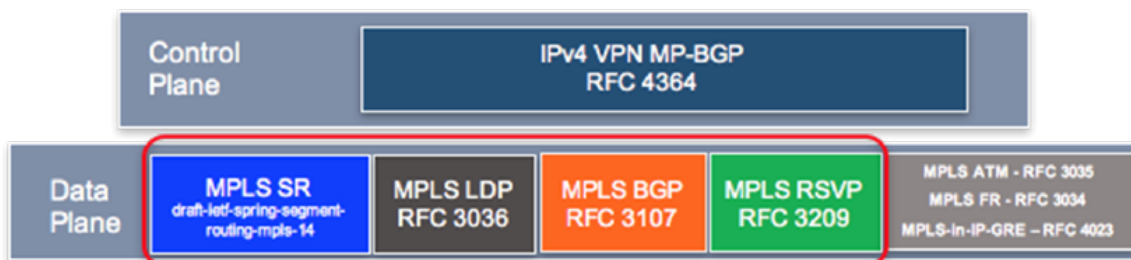 Control
Plane
IPv4 VPN MP-BGP
RFC 4364
Data
Plane
MPLS SR
draft-ietf-spring-segment-
routing-mpls-14
MPLS LDP
RFC 3036
MPLS BGP
RFC 3107
MPLS RSVP
RFC 3209
MPLS ATM - RFC 3035
MPLS FR - RFC 3034
MPLS-in-IP-GRE – RFC 4023